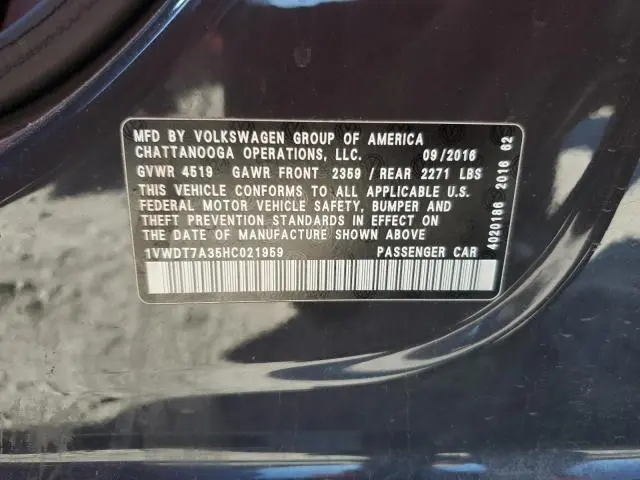 MFD BY VOLKSWAGEN GROUP OF AMERICA
CHATTANOOGA OPERATIONS, LLC. 09/2016
GVWR 4519 GAWR FRONT 2359 / REAR 2271 LBS
THIS VEHICLE CONFORMS TO ALL APPLICABLE U.S.
FEDERAL MOTOR VEHICLE SAFETY, BUMPER AND
THEFT PREVENTION STANDARDS IN EFFECT ON
THE DATE OF MANUFACTURE SHOWN ABOVE
1VWDT7A35HC021959 PASSENGER CAR
4020186 2016 62